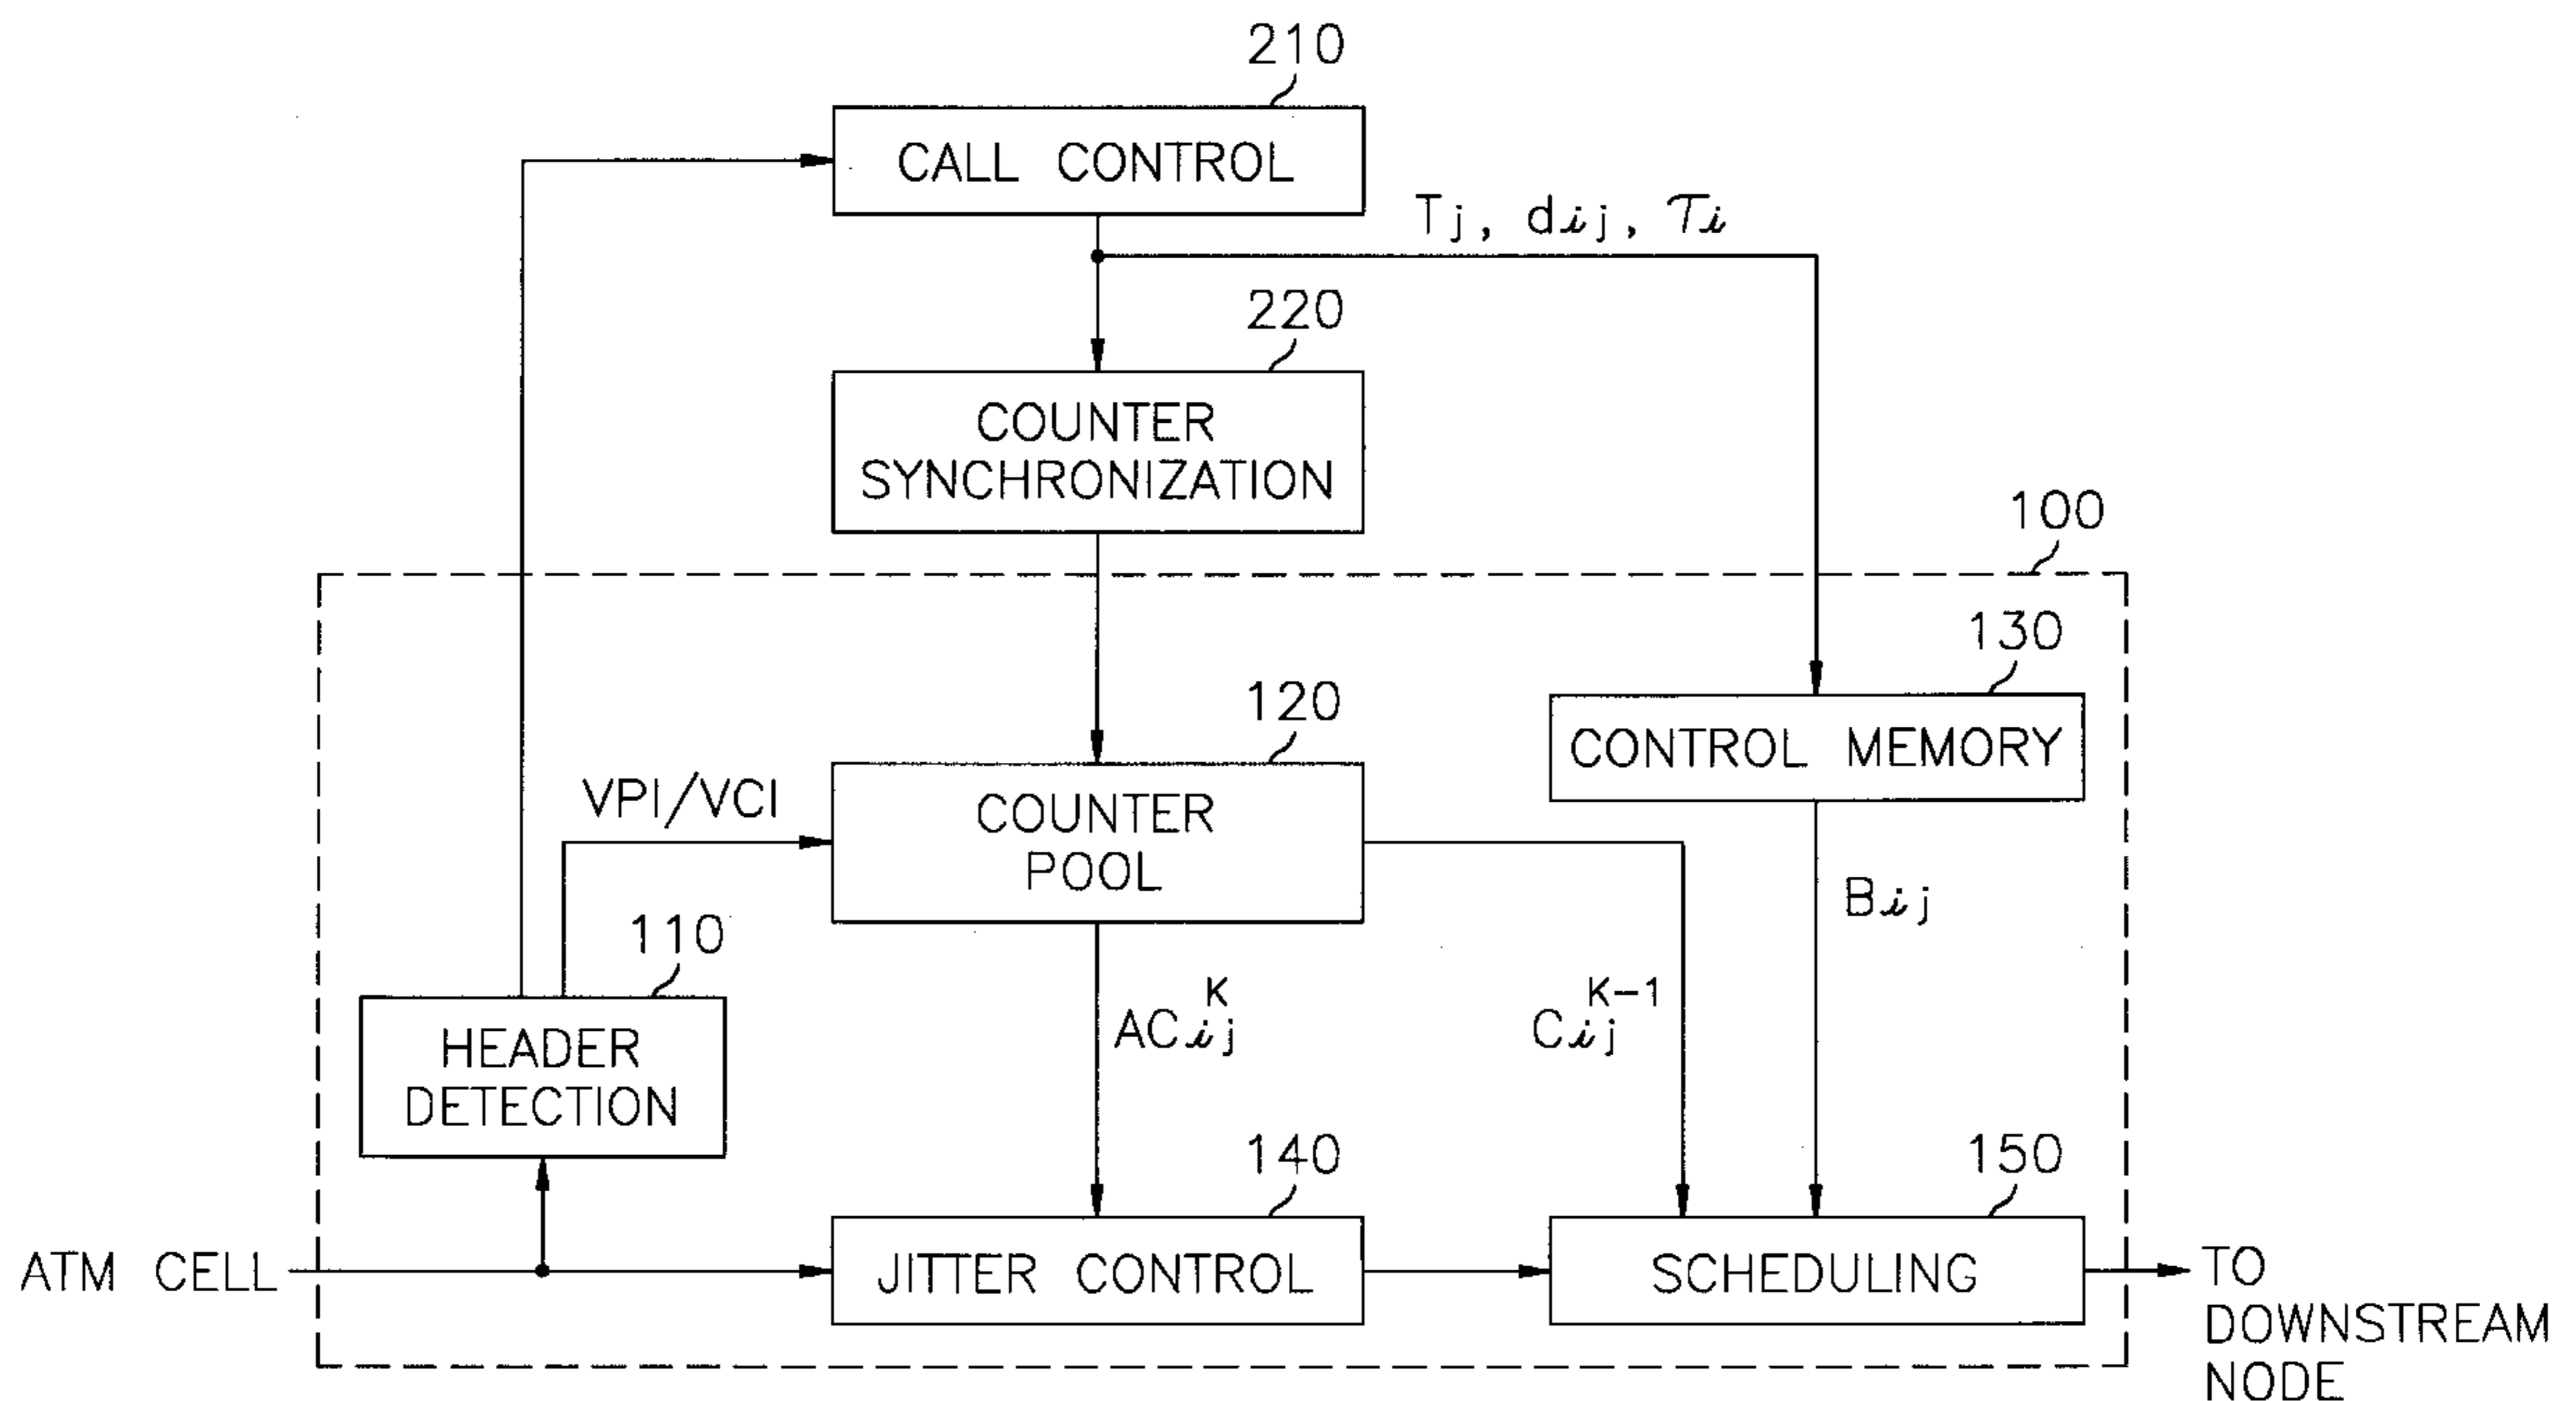 210
CALL CONTROL
Tj, dij, τi
220
COUNTER
SYNCHRONIZATION
100
130
120
CONTROL MEMORY
VPI/VCI
COUNTER
POOL
Bij
110
HEADER
DETECTION
ACij^K
Cij^K-1
140
150
ATM CELL
JITTER CONTROL
SCHEDULING
TO
DOWNSTREAM
NODE